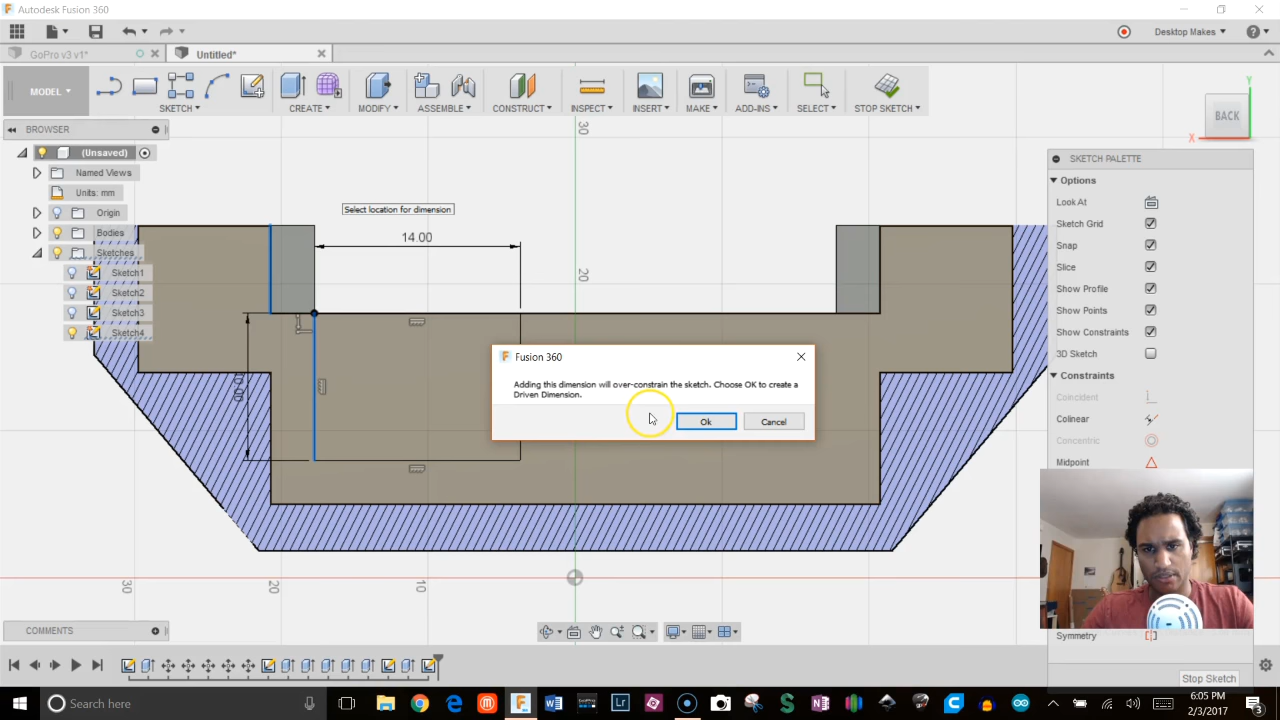 Autodesk Fusion 360
Desktop Makes
GoPro v3 v1*
Untitled*
MODEL
SKETCH
CREATE
MODIFY
ASSEMBLE
CONSTRUCT
INSPECT
INSERT
MAKE
ADD-INS
SELECT
STOP SKETCH
BROWSER
(Unsaved)
Named Views
Units: mm
Origin
Bodies
Sketches
Sketch1
Sketch2
Sketch3
Sketch4
Select location for dimension
14.00
30
20
Y
BACK
X
SKETCH PALETTE
Options
Look At
Sketch Grid
Snap
Slice
Show Profile
Show Points
Show Constraints
3D Sketch
Constraints
Coincident
Colinear
Concentric
Midpoint
Symmetry
Stop Sketch
Fusion 360
Adding this dimension will over-constrain the sketch. Choose OK to create a
Driven Dimension.
Ok
Cancel
30
20
10
COMMENTS
Search here
6:05 PM
2/3/2017